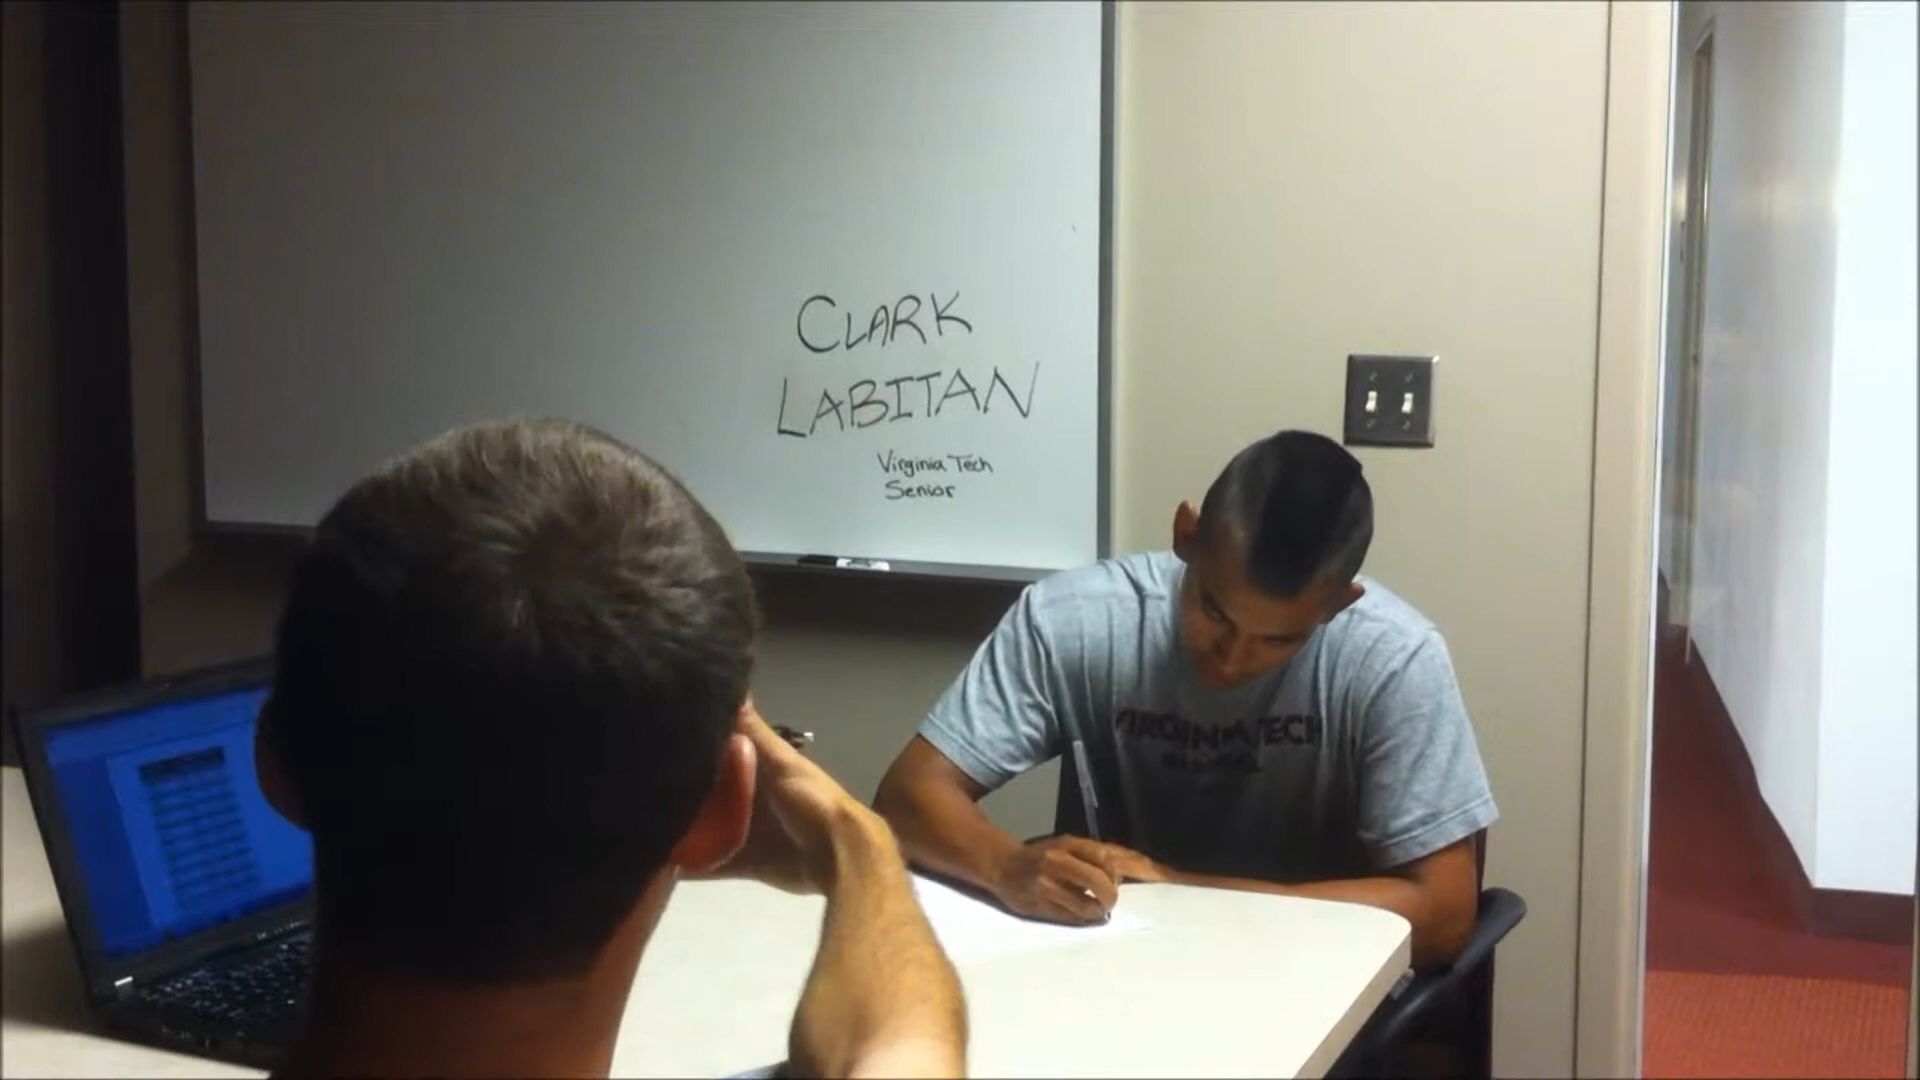 CLARK
LABITAN
Virginia Tech
Senior
VIRGINIA TECH